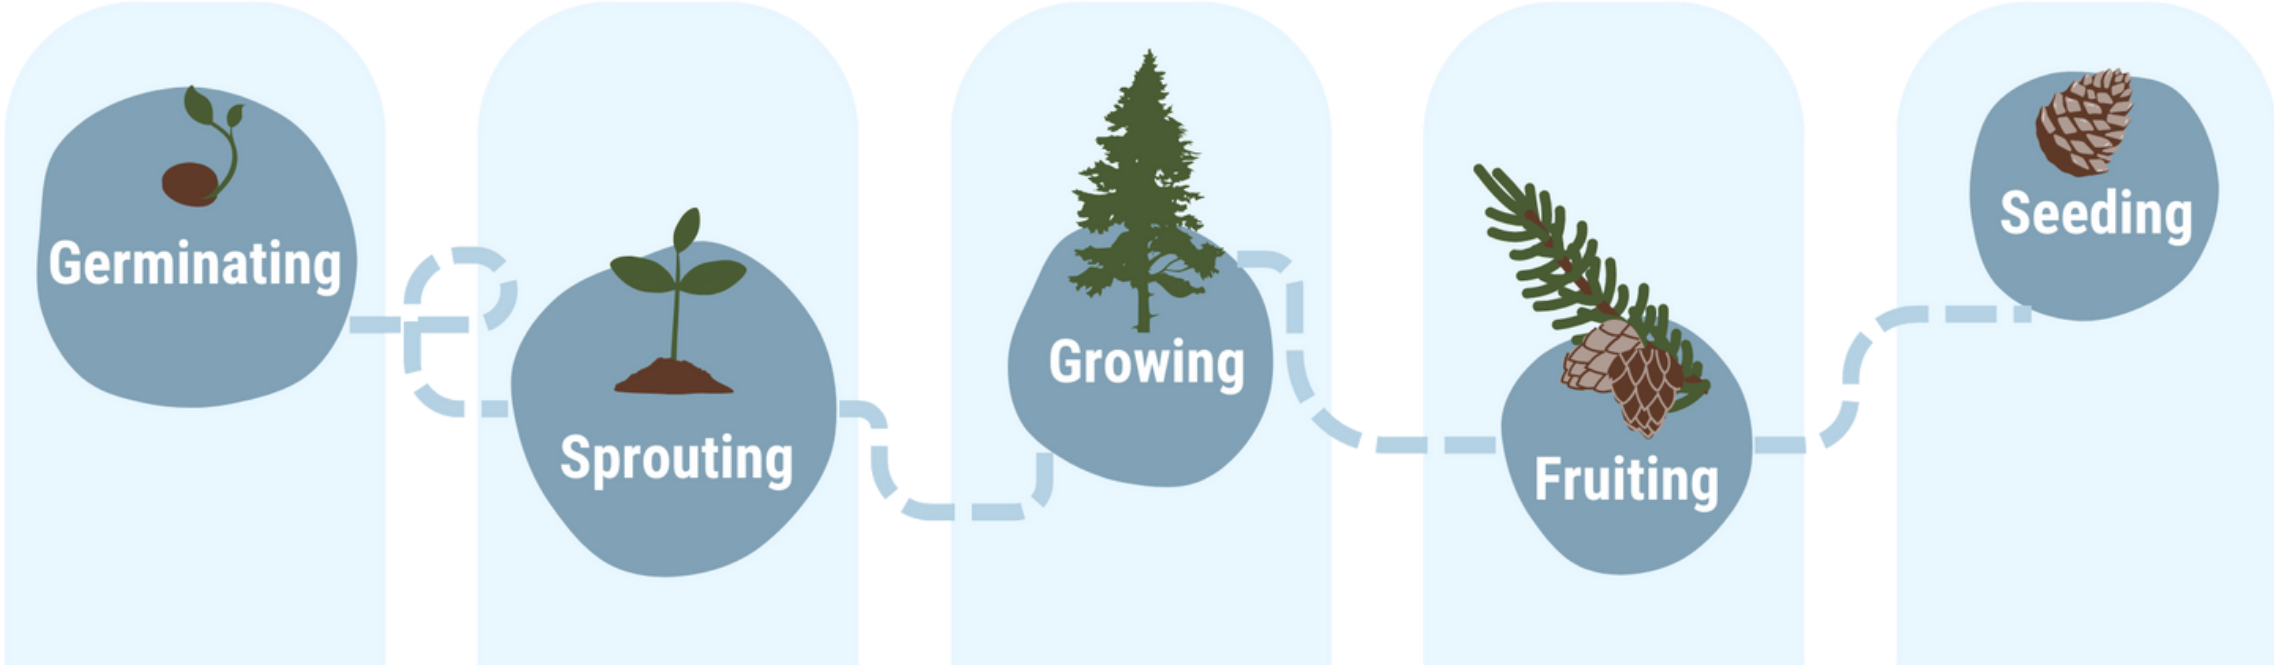 Germinating
Sprouting
Growing
Fruiting
Seeding